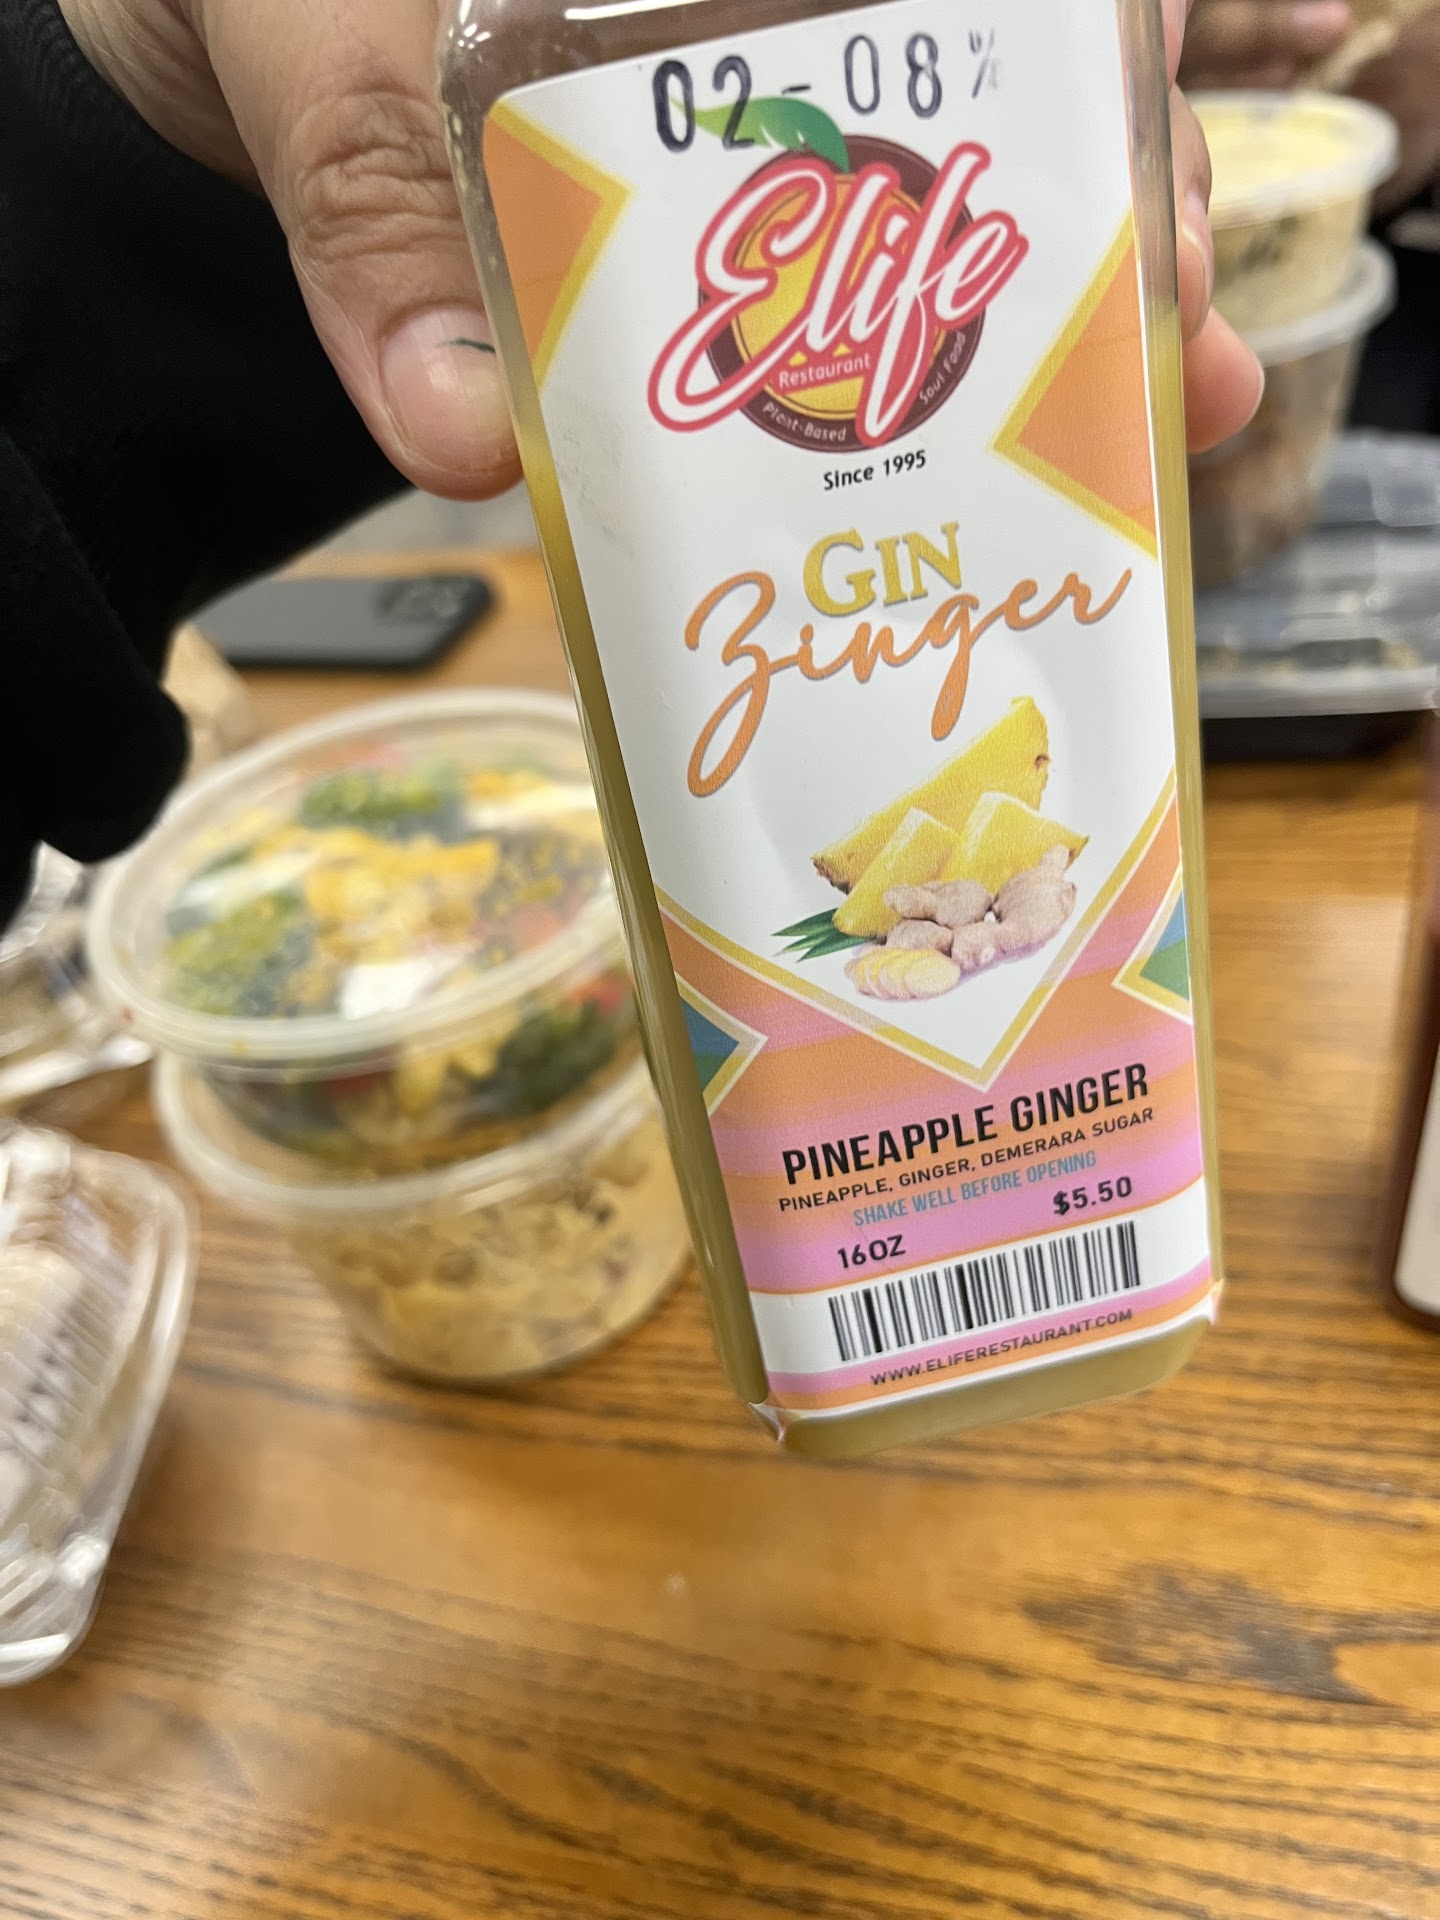 02-08
Elife
Restaurant
Plant-Based Soul Food
Since 1995
GIN
Zinger
PINEAPPLE GINGER
PINEAPPLE, GINGER, DEMERARA SUGAR
SHAKE WELL BEFORE OPENING
$5.50
16OZ
WWW.ELIFERESTAURANT.COM